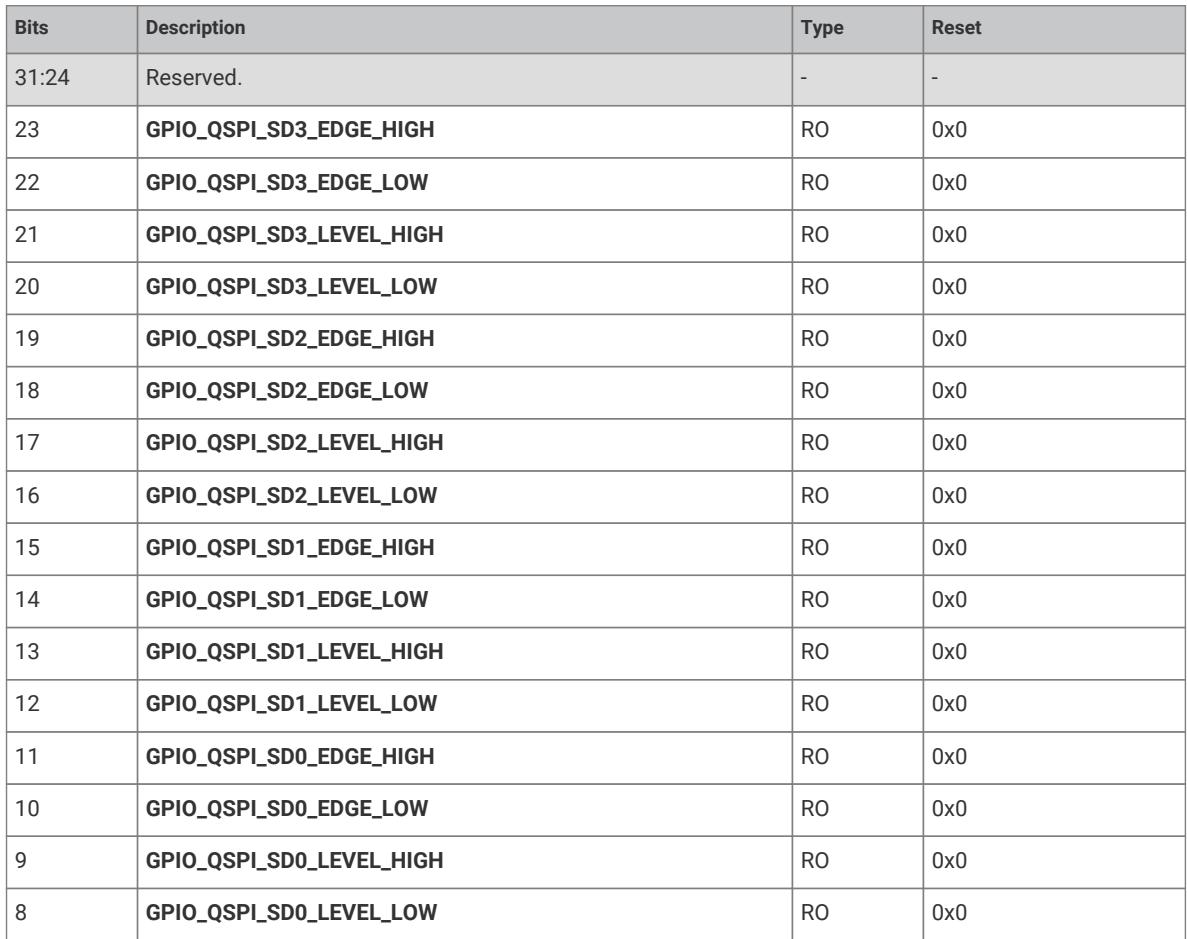 Bits Description Type Reset
31:24 Reserved. - -
23 GPIO_QSPI_SD3_EDGE_HIGH RO 0x0
22 GPIO_QSPI_SD3_EDGE_LOW RO 0x0
21 GPIO_QSPI_SD3_LEVEL_HIGH RO 0x0
20 GPIO_QSPI_SD3_LEVEL_LOW RO 0x0
19 GPIO_QSPI_SD2_EDGE_HIGH RO 0x0
18 GPIO_QSPI_SD2_EDGE_LOW RO 0x0
17 GPIO_QSPI_SD2_LEVEL_HIGH RO 0x0
16 GPIO_QSPI_SD2_LEVEL_LOW RO 0x0
15 GPIO_QSPI_SD1_EDGE_HIGH RO 0x0
14 GPIO_QSPI_SD1_EDGE_LOW RO 0x0
13 GPIO_QSPI_SD1_LEVEL_HIGH RO 0x0
12 GPIO_QSPI_SD1_LEVEL_LOW RO 0x0
11 GPIO_QSPI_SD0_EDGE_HIGH RO 0x0
10 GPIO_QSPI_SD0_EDGE_LOW RO 0x0
9 GPIO_QSPI_SD0_LEVEL_HIGH RO 0x0
8 GPIO_QSPI_SD0_LEVEL_LOW RO 0x0